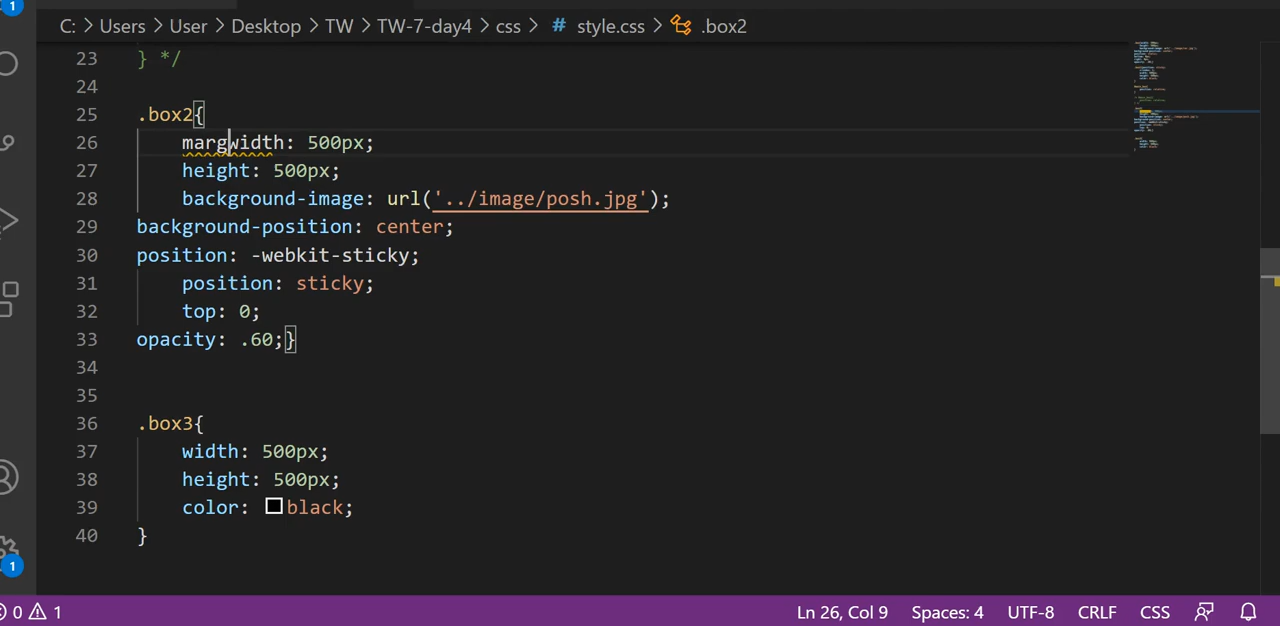 1
C: > Users > User > Desktop > TW > TW-7-day4 > css > # style.css > .box2
23 } */
24
25 .box2{
26 margwidth: 500px;
27 height: 500px;
28 background-image: url('../image/posh.jpg');
29 background-position: center;
30 position: -webkit-sticky;
31 position: sticky;
32 top: 0;
33 opacity: .60;}
34
35
36 .box3{
37 width: 500px;
38 height: 500px;
39 color: black;
40 }
1
0 1 Ln 26, Col 9 Spaces: 4 UTF-8 CRLF CSS